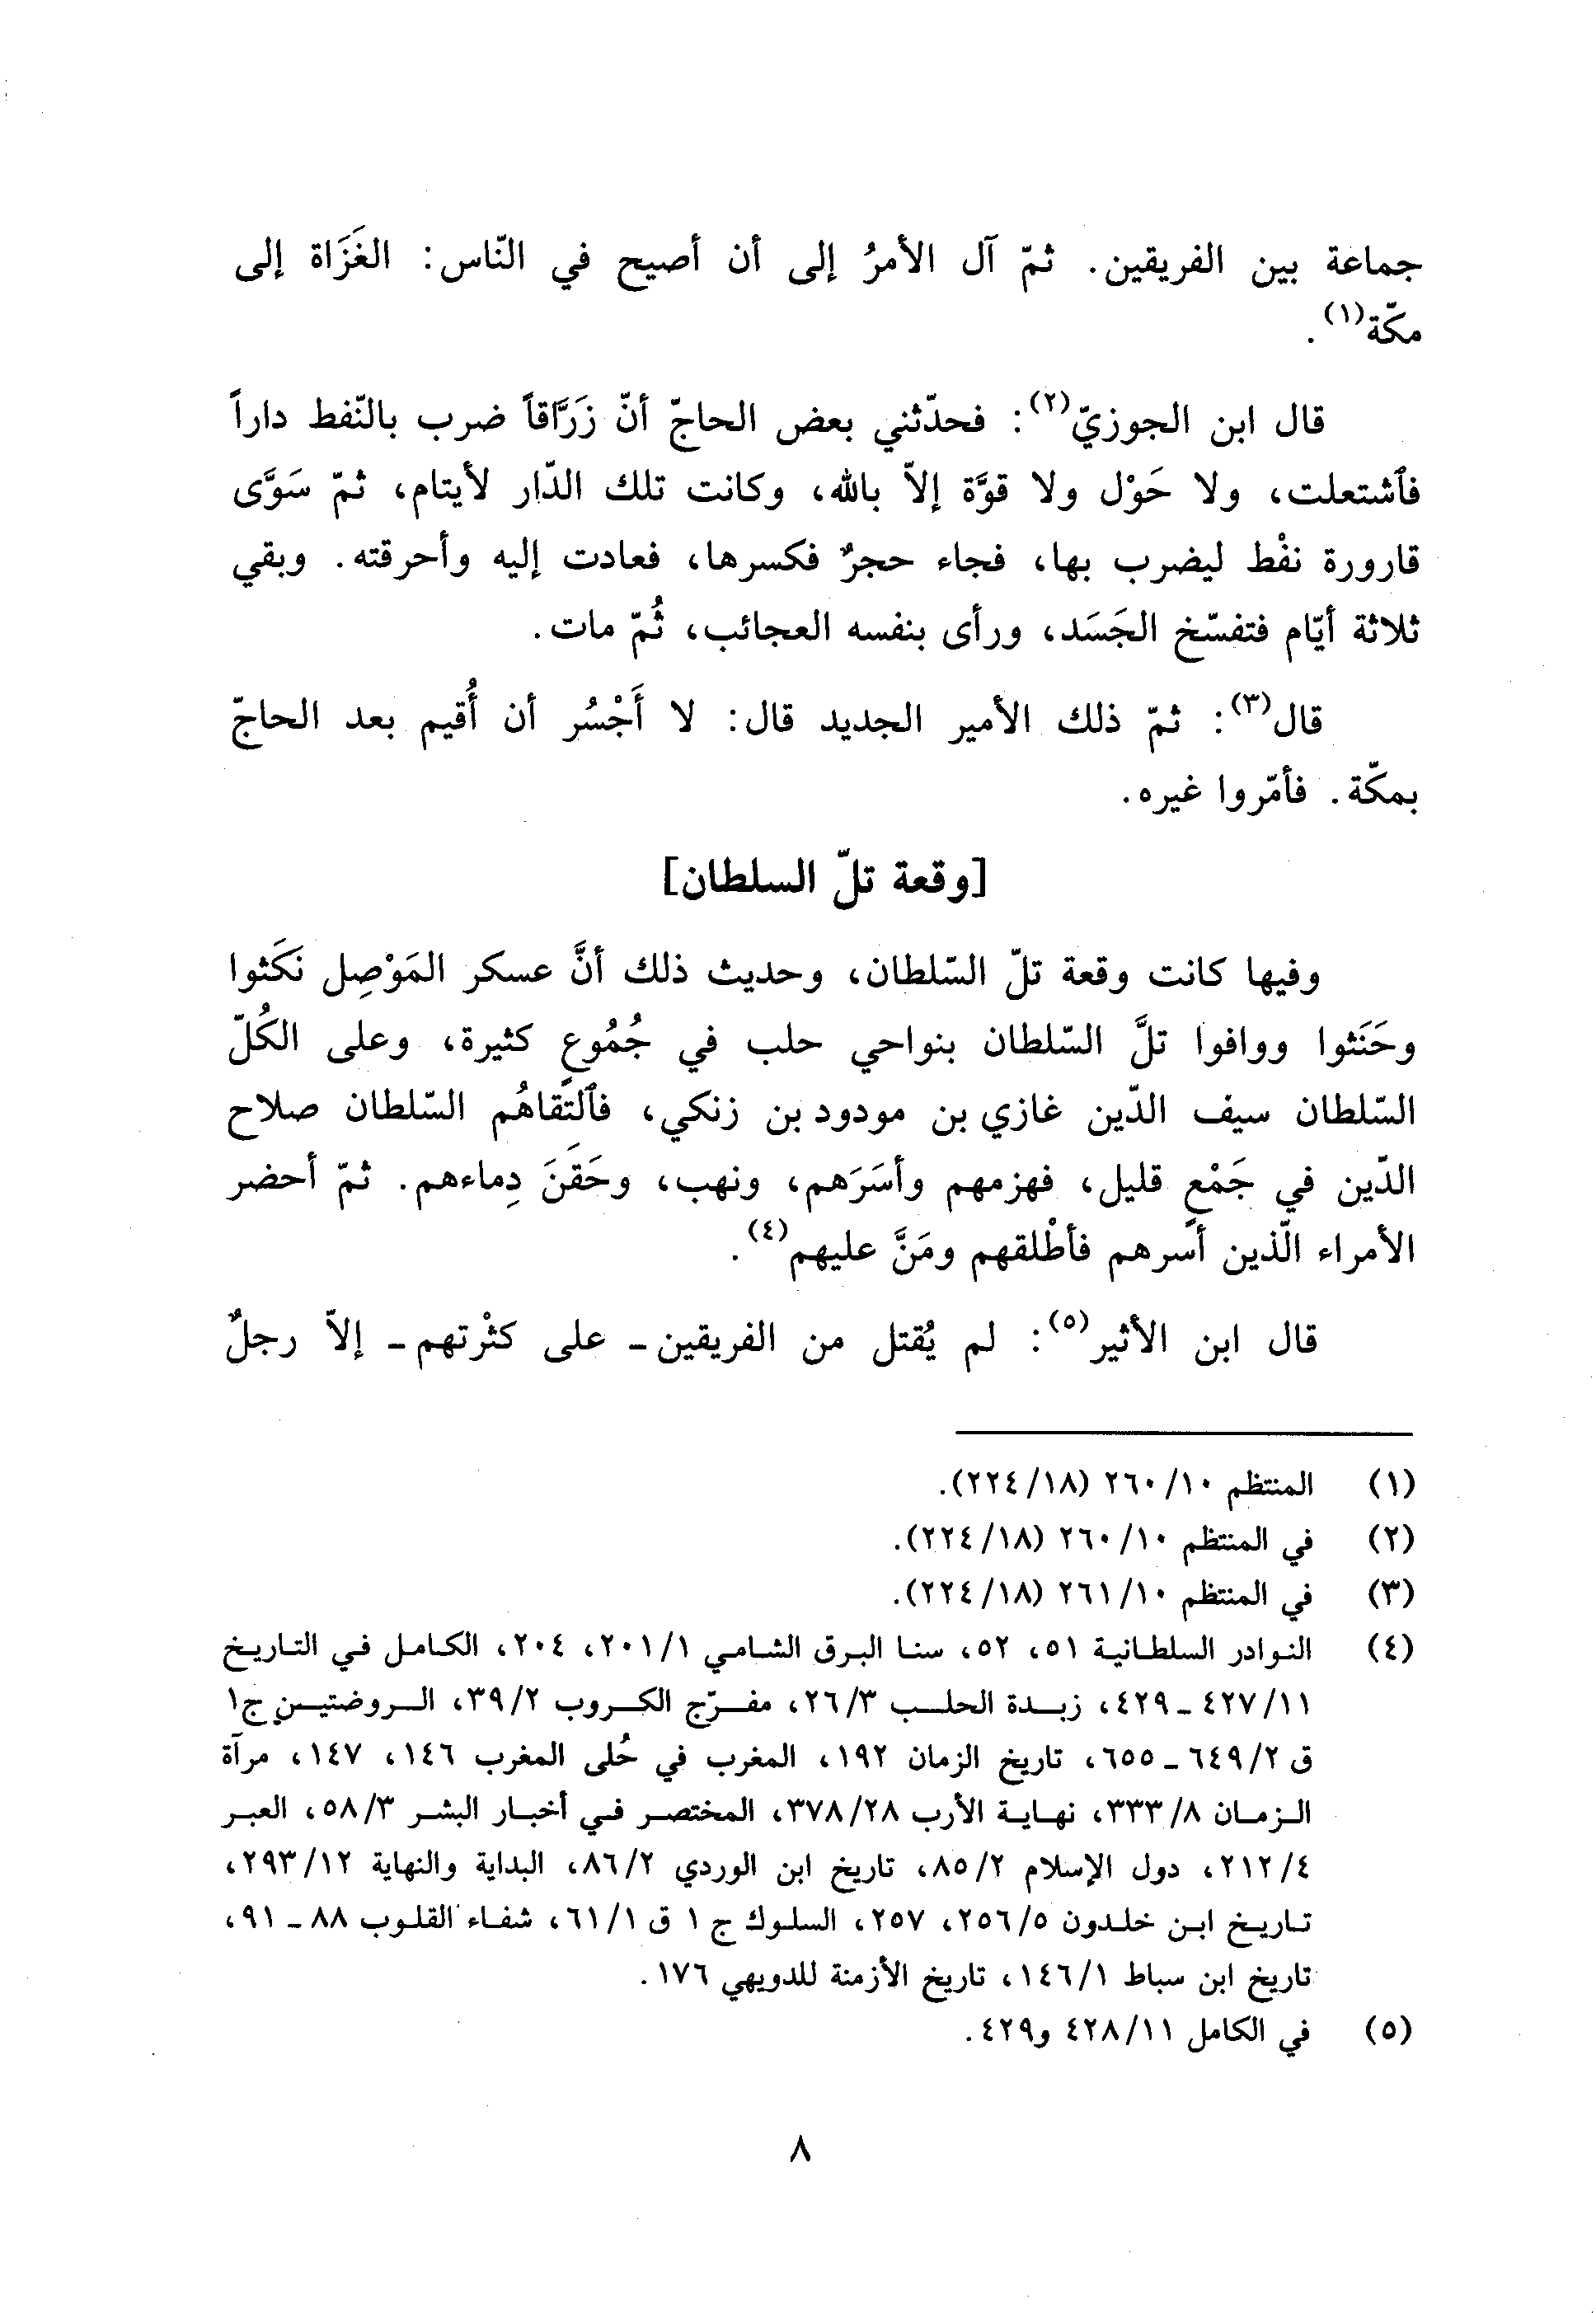 جماعة بين الفريقين. ثمّ آل الأمرُ إلى أن أصيح في النّاس: الغَزَاة إلى
مكّة(١).
قال ابن الجوزيّ(٢): فحدّثني بعض الحاجّ أنّ زَرَّاقاً ضرب بالنّفط داراً
فٱشتعلت، ولا حَوْل ولا قوَّة إلاّ بالله، وكانت تلك الدّار لأيتام، ثمّ سَوَّى
قارورة نفْط ليضرب بها، فجاء حجرٌ فكسرها، فعادت إليه وأحرقته. وبقي
ثلاثة أيّام فتفسّخ الجَسَد، ورأى بنفسه العجائب، ثُمّ مات.
قال(٣): ثمّ ذلك الأمير الجديد قال: لا أَجْسُر أن أُقيم بعد الحاجّ
بمكّة. فأمّروا غيره.
[وقعة تلّ السلطان]
وفيها كانت وقعة تلّ السّلطان، وحديث ذلك أنَّ عسكر المَوْصِل نَكَثوا
وحَنَثوا ووافوا تلَّ السّلطان بنواحي حلب في جُمُوعٍ كثيرة، وعلى الكُلّ
السّلطان سيف الدّين غازي بن مودود بن زنكي، فٱلتقاهُم السّلطان صلاح
الدّين في جَمْعٍ قليل، فهزمهم وأسَرَهم، ونهب، وحَقَنَ دِماءهم. ثمّ أحضر
الأمراء الّذين أسرهم فأطْلقهم ومَنَّ عليهم(٤).
قال ابن الأثير(٥): لم يُقتل من الفريقين - على كثْرتهم - إلاّ رجلٌ
(١) المنتظم ١٠/ ٢٦٠ (١٨/ ٢٢٤).
(٢) في المنتظم ١٠/ ٢٦٠ (١٨/ ٢٢٤).
(٣) في المنتظم ١٠/ ٢٦١ (١٨/ ٢٢٤).
(٤) النوادر السلطانية ٥١، ٥٢، سنا البرق الشامي ١/ ٢٠١، ٢٠٤، الكامل في التاريخ
١١/ ٤٢٧ - ٤٢٩، زبدة الحلب ٣/ ٢٦، مفرّج الكروب ٢/ ٣٩، الروضتين ج١
ق ٢/ ٦٤٩ - ٦٥٥، تاريخ الزمان ١٩٢، المغرب في حُلى المغرب ١٤٦، ١٤٧، مرآة
الزمان ٨/ ٣٣٣، نهاية الأرب ٢٨/ ٣٧٨، المختصر في أخبار البشر ٣/ ٥٨، العبر
٤/ ٢١٢، دول الإسلام ٢/ ٨٥، تاريخ ابن الوردي ٢/ ٨٦، البداية والنهاية ١٢/ ٢٩٣،
تاريخ ابن خلدون ٥/ ٢٥٦، ٢٥٧، السلوك ج ١ ق ١/ ٦١، شفاء القلوب ٨٨ - ٩١،
تاريخ ابن سباط ١/ ١٤٦، تاريخ الأزمنة للدويهي ١٧٦.
(٥) في الكامل ١١/ ٤٢٨ و٤٢٩.
٨